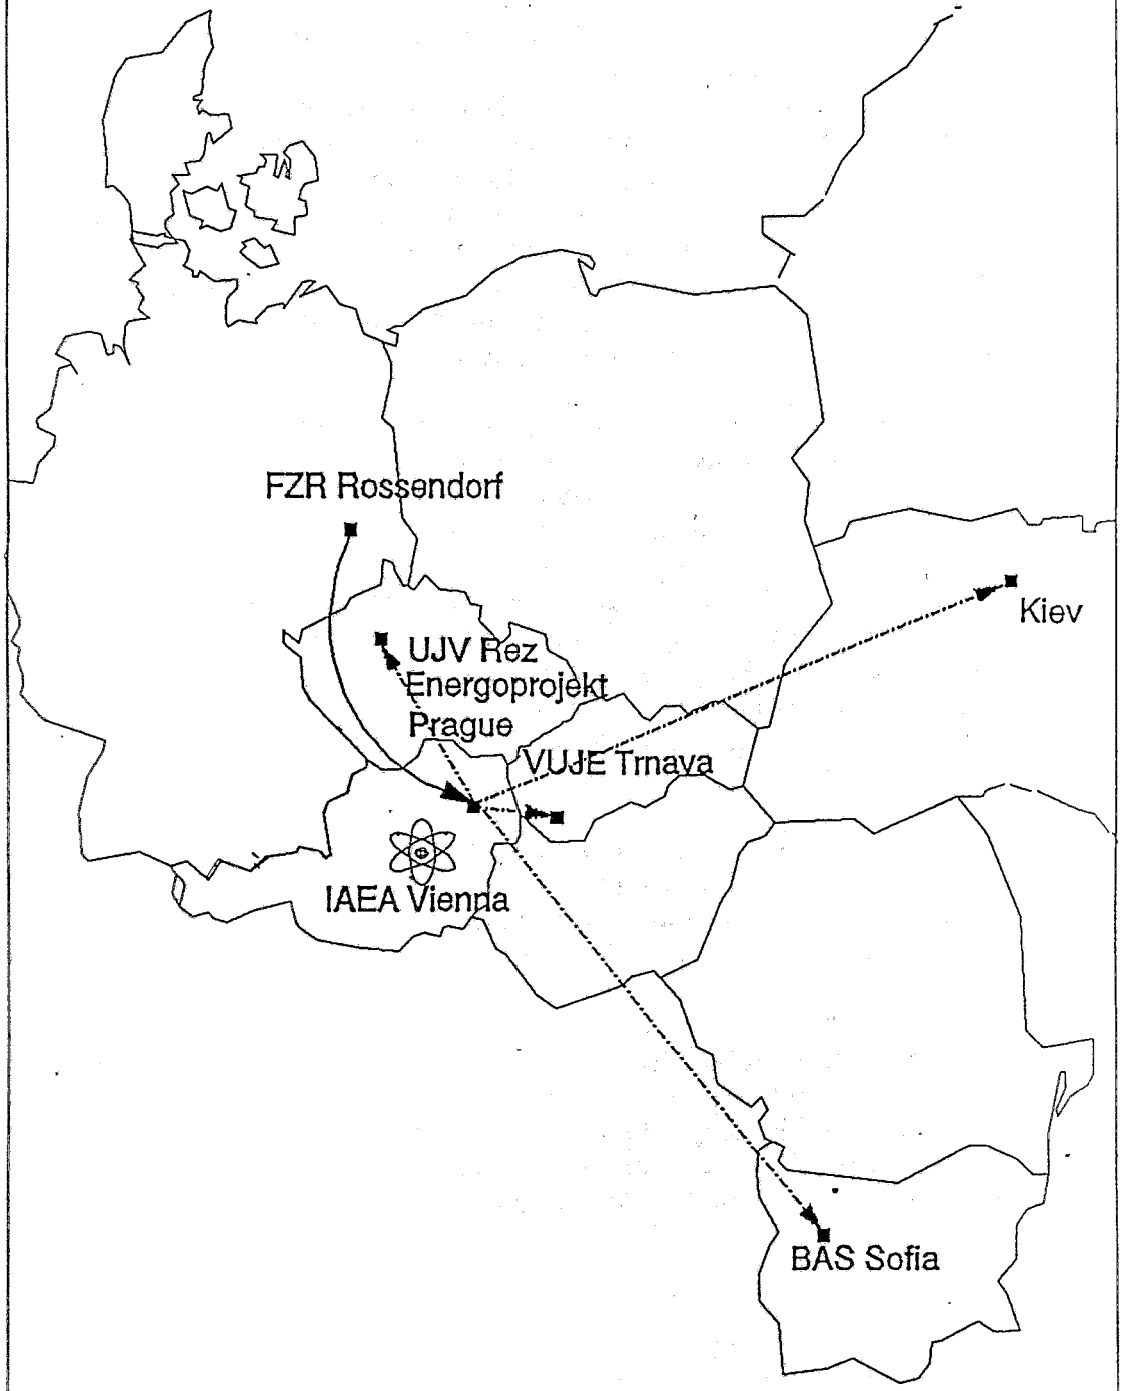 FZR Rossendorf
Kiev
UJV Rez
Energoprojekt
Prague
VUJE Trnava
IAEA Vienna
BAS Sofia